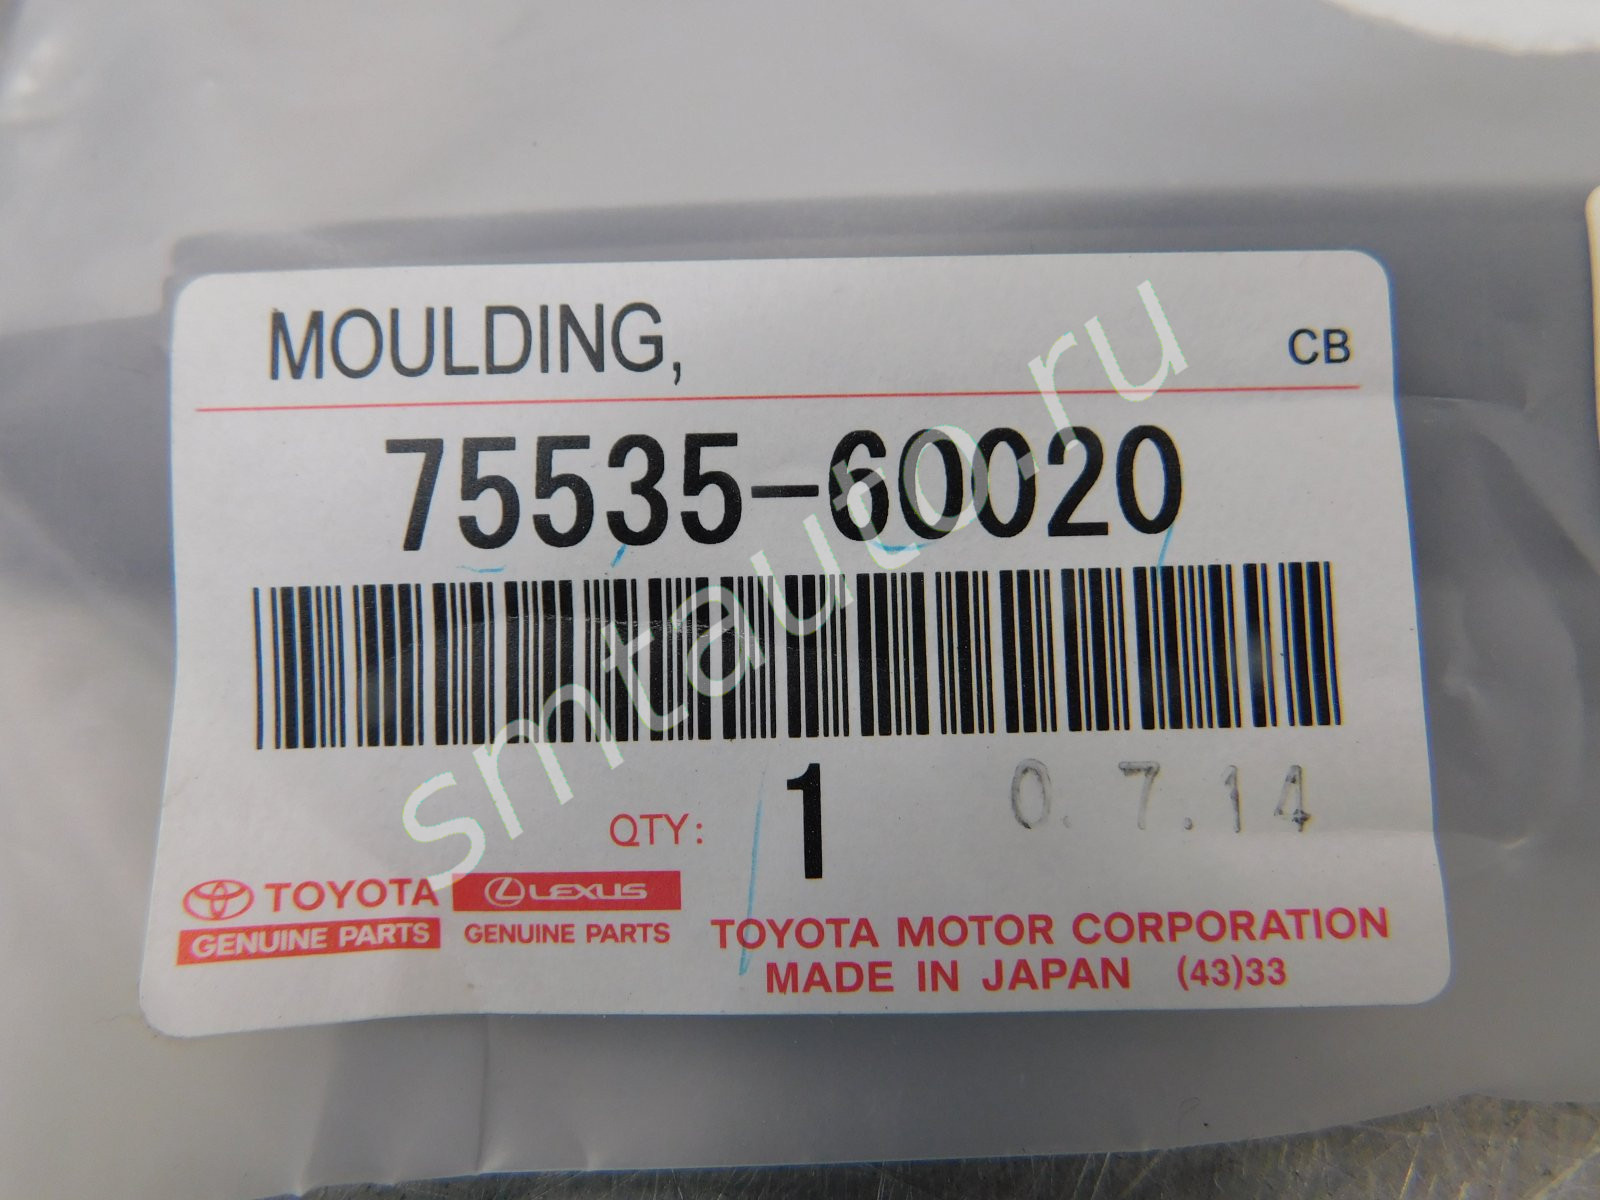 MOULDING, CB
75535-60020
QTY: 1 0. 7.14
TOYOTA
GENUINE PARTS
LEXUS
GENUINE PARTS
TOYOTA MOTOR CORPORATION
MADE IN JAPAN (43)33
smtauto.ru